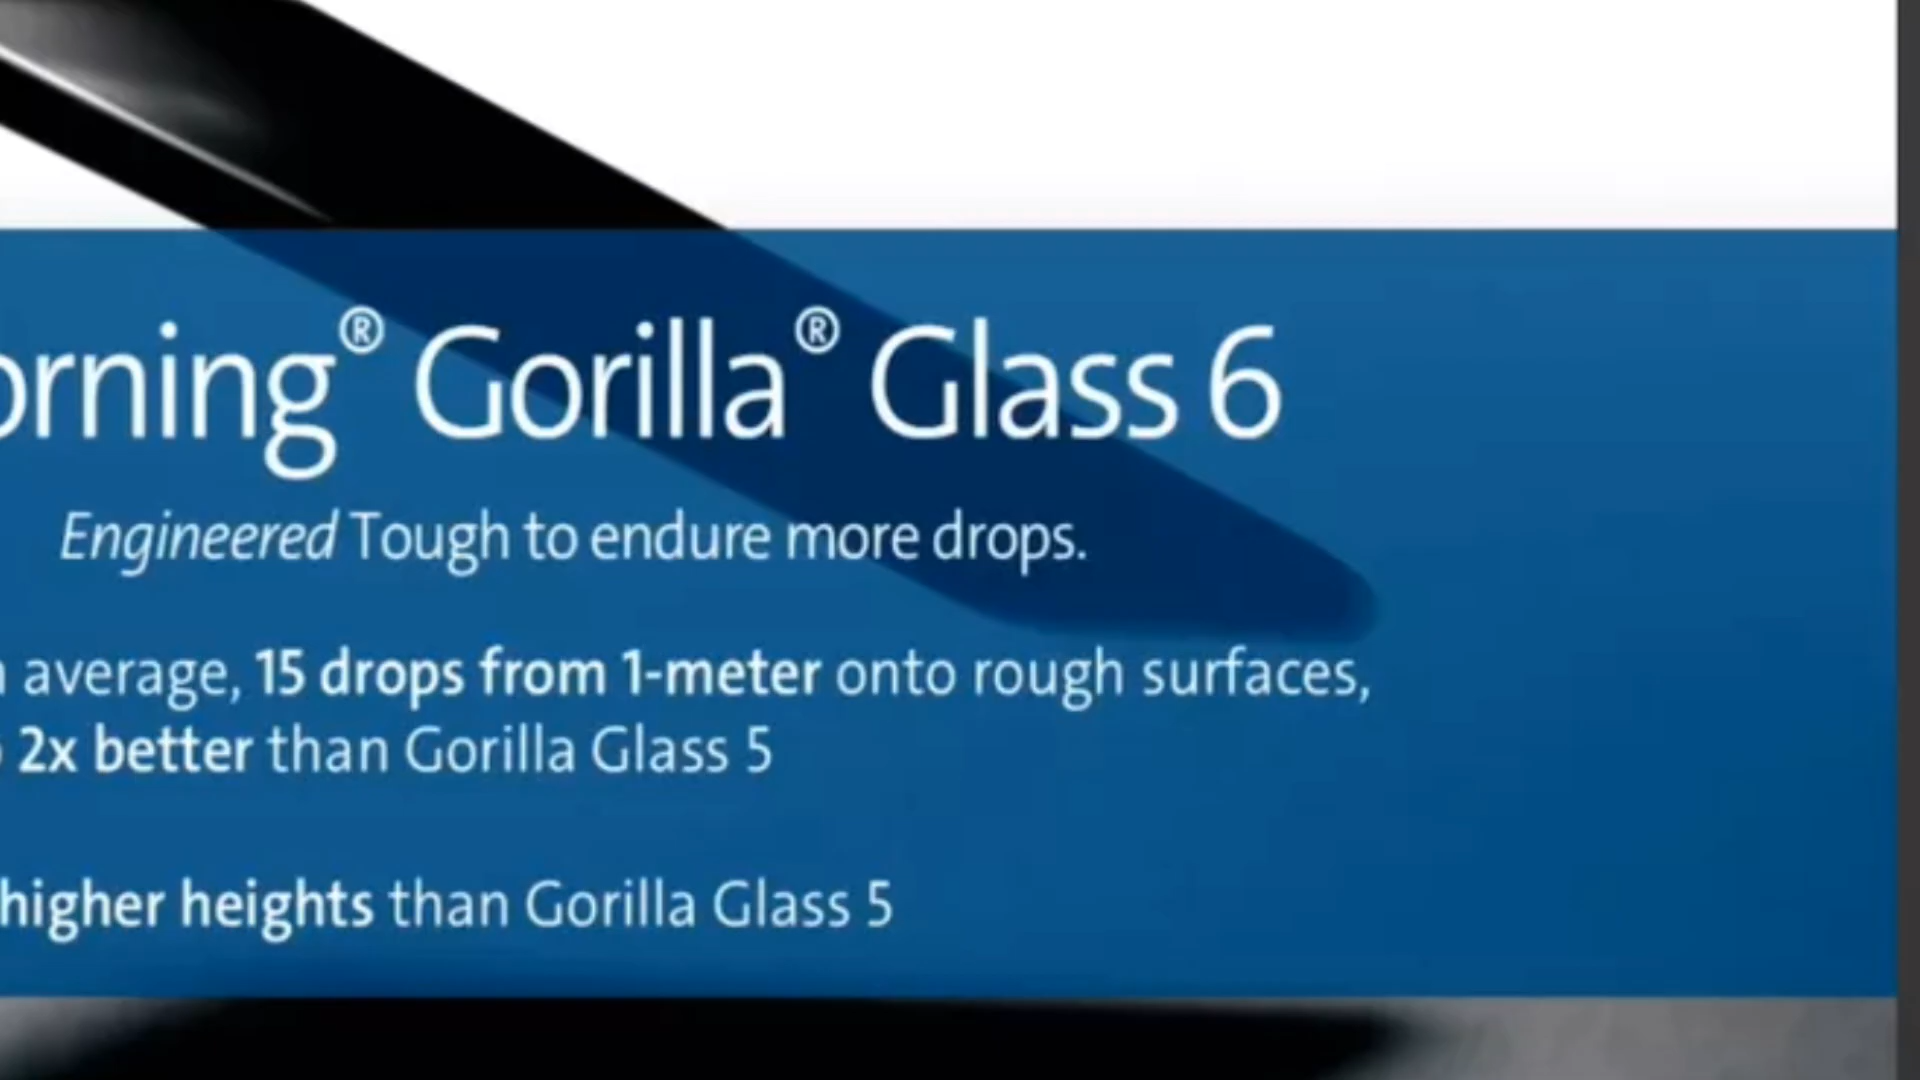 orning® Gorilla® Glass 6
Engineered Tough to endure more drops.
average, 15 drops from 1-meter onto rough surfaces,
2x better than Gorilla Glass 5
higher heights than Gorilla Glass 5